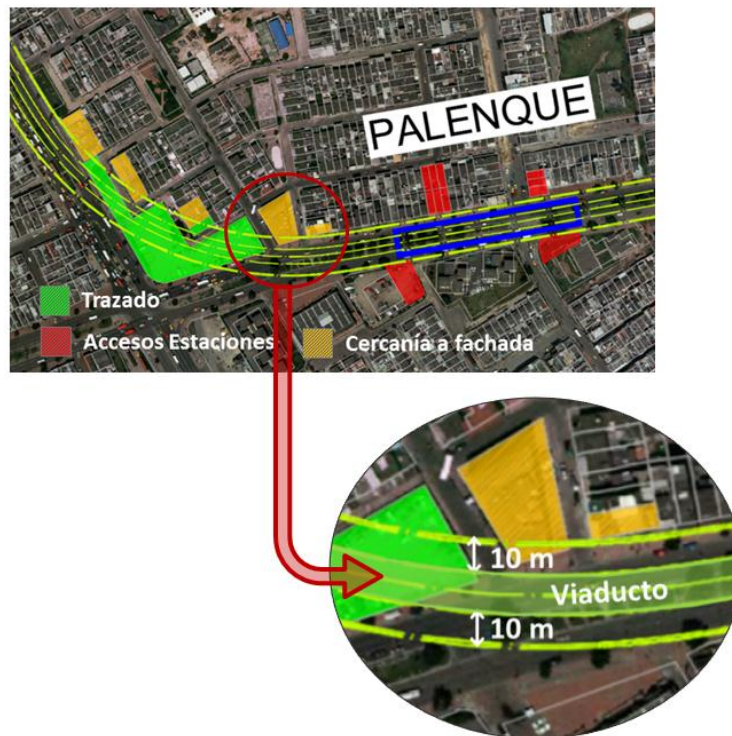 PALENQUE
Trazado
Accesos Estaciones
Cercanía a fachada
10 m
Viaducto
10 m